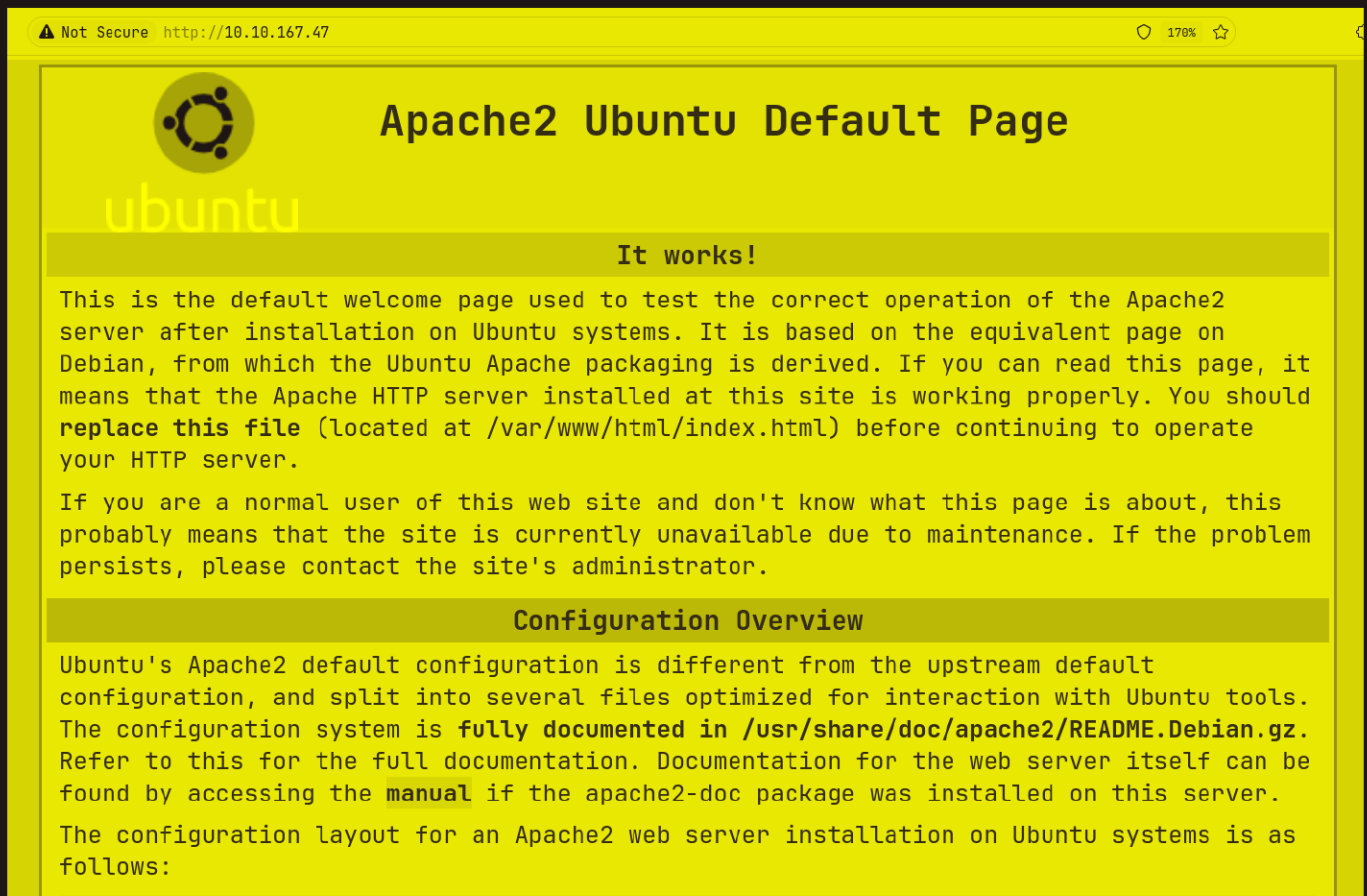 Not Secure http://10.10.167.47 170%
Apache2 Ubuntu Default Page
ubuntu
It works!
This is the default welcome page used to test the correct operation of the Apache2
server after installation on Ubuntu systems. It is based on the equivalent page on
Debian, from which the Ubuntu Apache packaging is derived. If you can read this page, it
means that the Apache HTTP server installed at this site is working properly. You should
replace this file (located at /var/www/html/index.html) before continuing to operate
your HTTP server.
If you are a normal user of this web site and don't know what this page is about, this
probably means that the site is currently unavailable due to maintenance. If the problem
persists, please contact the site's administrator.
Configuration Overview
Ubuntu's Apache2 default configuration is different from the upstream default
configuration, and split into several files optimized for interaction with Ubuntu tools.
The configuration system is fully documented in /usr/share/doc/apache2/README.Debian.gz.
Refer to this for the full documentation. Documentation for the web server itself can be
found by accessing the manual if the apache2-doc package was installed on this server.
The configuration layout for an Apache2 web server installation on Ubuntu systems is as
follows: